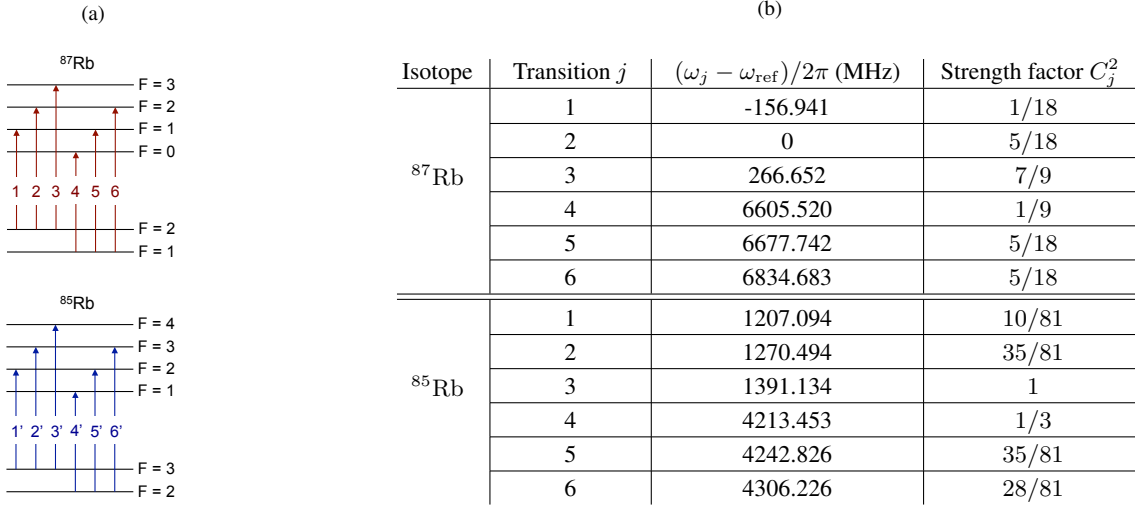 (a)
(b)
⁸⁷Rb
F = 3
F = 2
F = 1
F = 0
1 2 3 4 5 6
F = 2
F = 1
⁸⁵Rb
F = 4
F = 3
F = 2
F = 1
1' 2' 3' 4' 5' 6'
F = 3
F = 2
Isotope Transition j (ω_j − ω_ref)/2π (MHz) Strength factor C_j^2
1 -156.941 1/18
2 0 5/18
⁸⁷Rb 3 266.652 7/9
4 6605.520 1/9
5 6677.742 5/18
6 6834.683 5/18
1 1207.094 10/81
2 1270.494 35/81
⁸⁵Rb 3 1391.134 1
4 4213.453 1/3
5 4242.826 35/81
6 4306.226 28/81